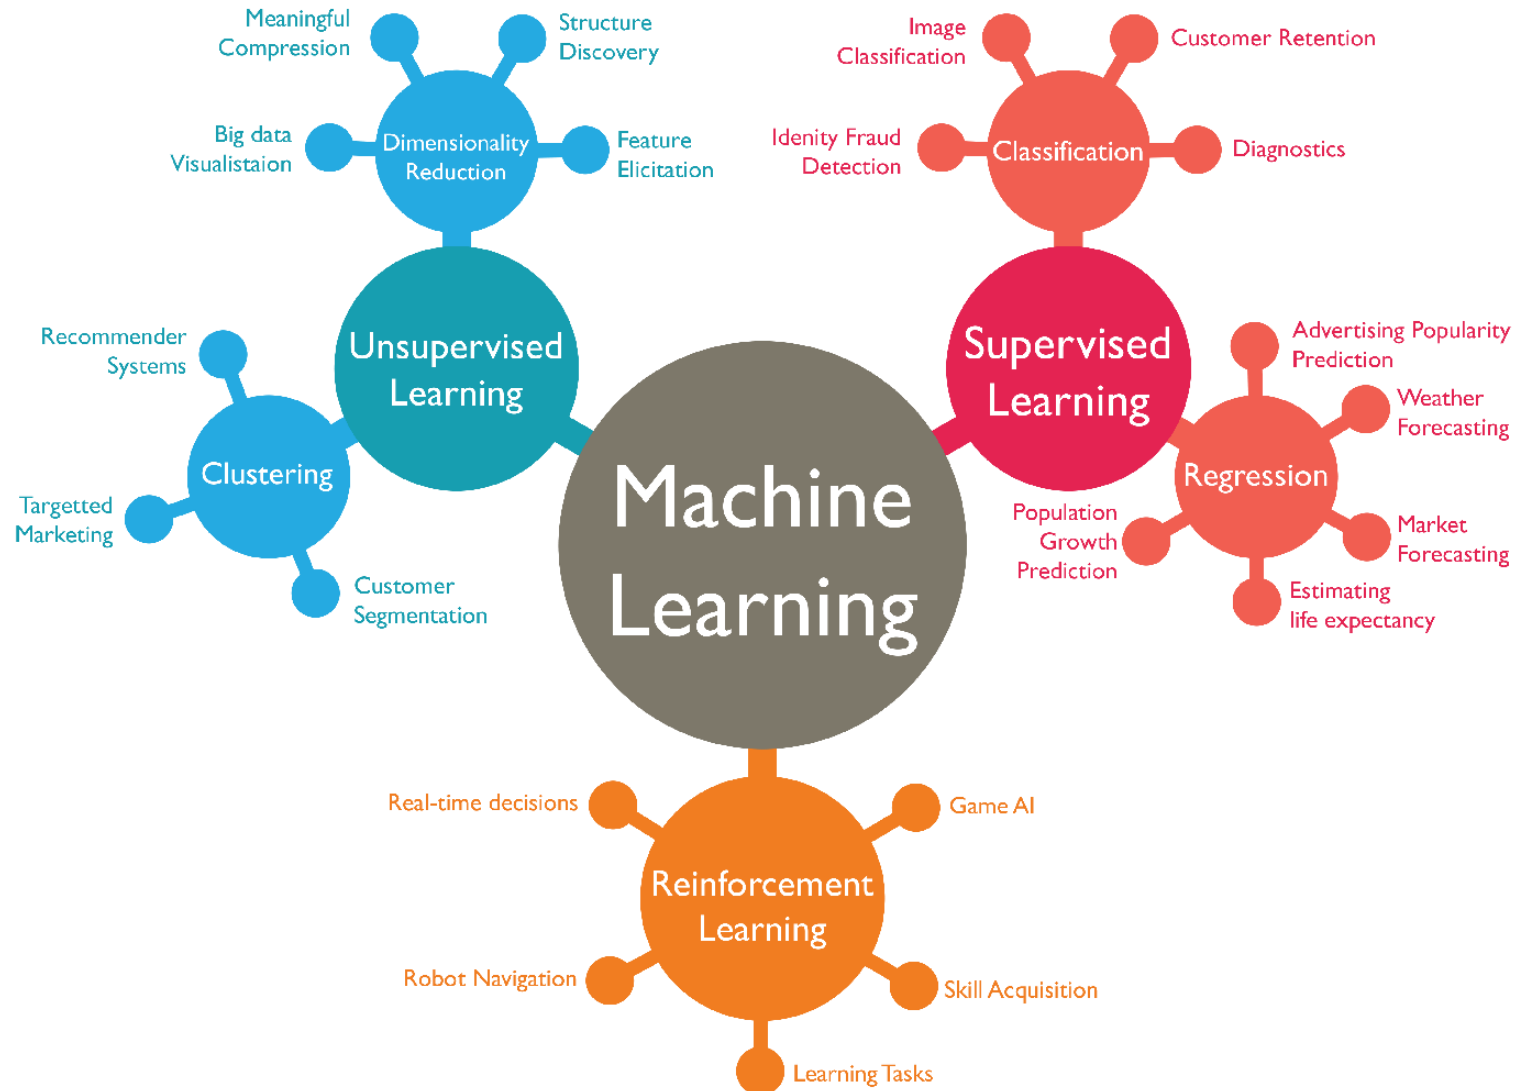 Meaningful
Compression
Structure
Discovery
Big data
Visualistaion
Dimensionality
Reduction
Feature
Elicitation
Image
Classification
Customer Retention
Idenity Fraud
Detection
Classification
Diagnostics
Recommender
Systems
Unsupervised
Learning
Clustering
Targetted
Marketing
Customer
Segmentation
Supervised
Learning
Advertising Popularity
Prediction
Weather
Forecasting
Regression
Population
Growth
Prediction
Market
Forecasting
Estimating
life expectancy
Machine
Learning
Real-time decisions
Game AI
Reinforcement
Learning
Robot Navigation
Skill Acquisition
Learning Tasks